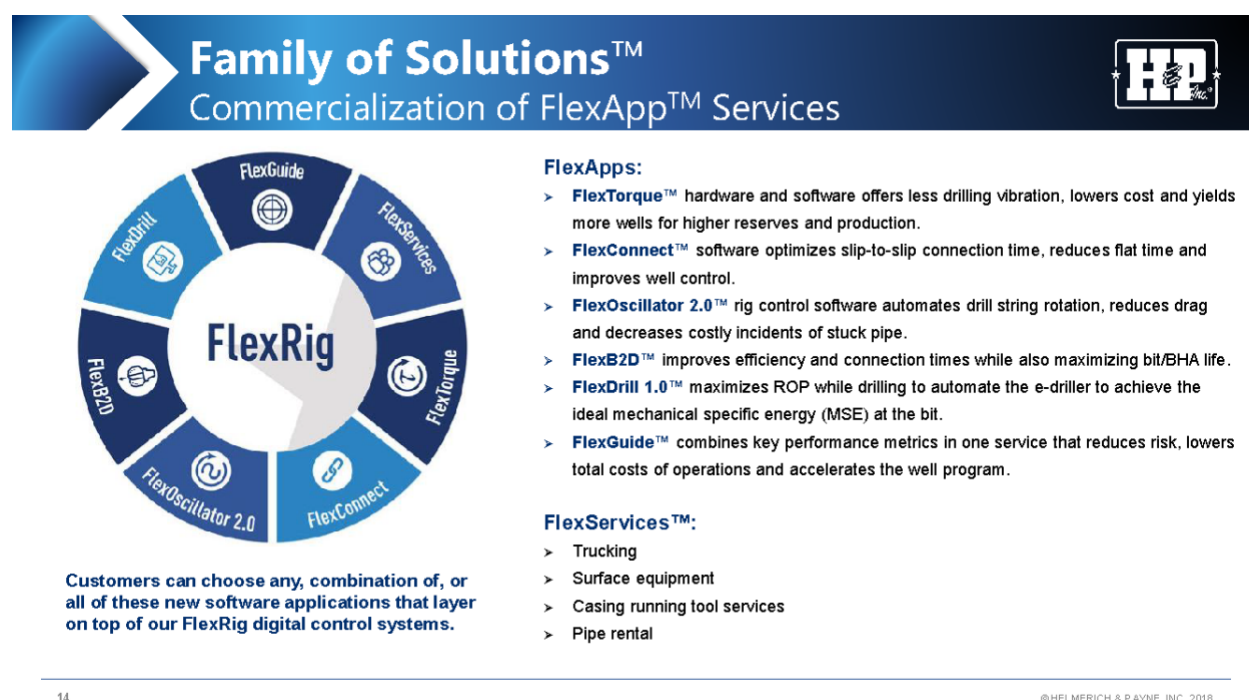 Family of Solutions™
Commercialization of FlexApp™ Services
H&P Inc.®
FlexGuide
FlexServices
FlexTorque
FlexConnect
FlexOscillator 2.0
FlexB2D
FlexDrill
FlexRig
Customers can choose any, combination of, or
all of these new software applications that layer
on top of our FlexRig digital control systems.
FlexApps:
➢ FlexTorque™ hardware and software offers less drilling vibration, lowers cost and yields
more wells for higher reserves and production.
➢ FlexConnect™ software optimizes slip-to-slip connection time, reduces flat time and
improves well control.
➢ FlexOscillator 2.0™ rig control software automates drill string rotation, reduces drag
and decreases costly incidents of stuck pipe.
➢ FlexB2D™ improves efficiency and connection times while also maximizing bit/BHA life.
➢ FlexDrill 1.0™ maximizes ROP while drilling to automate the e-driller to achieve the
ideal mechanical specific energy (MSE) at the bit.
➢ FlexGuide™ combines key performance metrics in one service that reduces risk, lowers
total costs of operations and accelerates the well program.
FlexServices™:
➢ Trucking
➢ Surface equipment
➢ Casing running tool services
➢ Pipe rental
14
© HELMERICH & PAYNE, INC. 2018